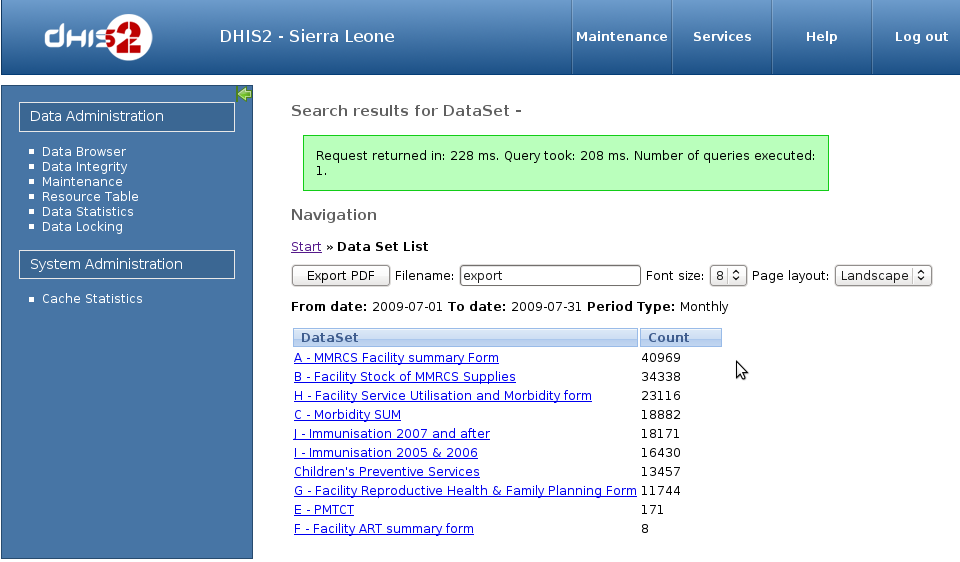 dHIS2
DHIS2 - Sierra Leone
Maintenance
Services
Help
Log out
Data Administration
Data Browser
Data Integrity
Maintenance
Resource Table
Data Statistics
Data Locking
System Administration
Cache Statistics
Search results for DataSet -
Request returned in: 228 ms. Query took: 208 ms. Number of queries executed:
1.
Navigation
Start » Data Set List
Export PDF Filename: export Font size: 8 Page layout: Landscape
From date: 2009-07-01 To date: 2009-07-31 Period Type: Monthly
DataSet Count
A - MMRCS Facility summary Form 40969
B - Facility Stock of MMRCS Supplies 34338
H - Facility Service Utilisation and Morbidity form 23116
C - Morbidity SUM 18882
J - Immunisation 2007 and after 18171
I - Immunisation 2005 & 2006 16430
Children's Preventive Services 13457
G - Facility Reproductive Health & Family Planning Form 11744
E - PMTCT 171
F - Facility ART summary form 8